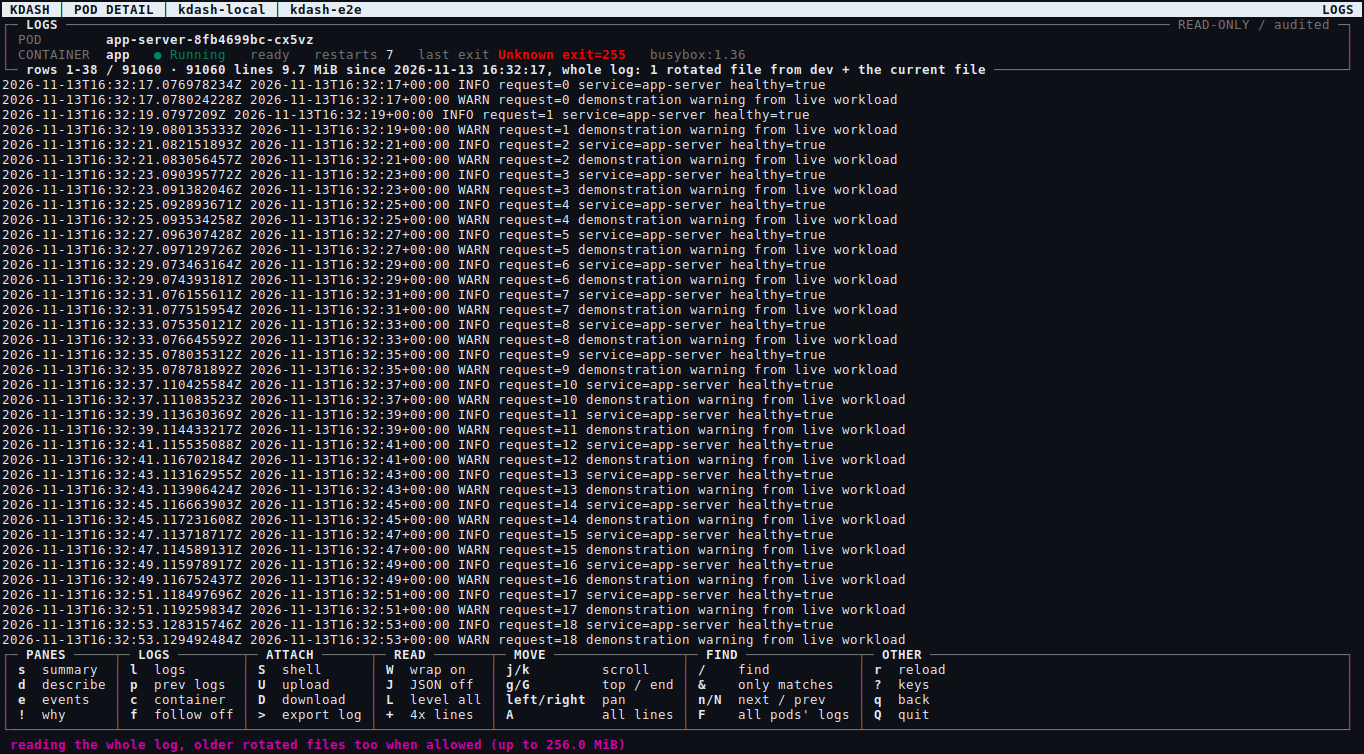 KDASH │ POD DETAIL │ kdash-local │ kdash-e2e LOGS
LOGS READ-ONLY / audited
POD app-server-8fb4699bc-cx5vz
CONTAINER app ● Running ready restarts 7 last exit Unknown exit=255 busybox:1.36
rows 1-38 / 91060 · 91060 lines 9.7 MiB since 2026-11-13 16:32:17, whole log: 1 rotated file from dev + the current file
2026-11-13T16:32:17.076978234Z 2026-11-13T16:32:17+00:00 INFO request=0 service=app-server healthy=true
2026-11-13T16:32:17.078024228Z 2026-11-13T16:32:17+00:00 WARN request=0 demonstration warning from live workload
2026-11-13T16:32:19.0797209Z 2026-11-13T16:32:19+00:00 INFO request=1 service=app-server healthy=true
2026-11-13T16:32:19.080135333Z 2026-11-13T16:32:19+00:00 WARN request=1 demonstration warning from live workload
2026-11-13T16:32:21.082151893Z 2026-11-13T16:32:21+00:00 INFO request=2 service=app-server healthy=true
2026-11-13T16:32:21.083056457Z 2026-11-13T16:32:21+00:00 WARN request=2 demonstration warning from live workload
2026-11-13T16:32:23.090395772Z 2026-11-13T16:32:23+00:00 INFO request=3 service=app-server healthy=true
2026-11-13T16:32:23.091382046Z 2026-11-13T16:32:23+00:00 WARN request=3 demonstration warning from live workload
2026-11-13T16:32:25.092893671Z 2026-11-13T16:32:25+00:00 INFO request=4 service=app-server healthy=true
2026-11-13T16:32:25.093534258Z 2026-11-13T16:32:25+00:00 WARN request=4 demonstration warning from live workload
2026-11-13T16:32:27.096307428Z 2026-11-13T16:32:27+00:00 INFO request=5 service=app-server healthy=true
2026-11-13T16:32:27.097129726Z 2026-11-13T16:32:27+00:00 WARN request=5 demonstration warning from live workload
2026-11-13T16:32:29.073463164Z 2026-11-13T16:32:29+00:00 INFO request=6 service=app-server healthy=true
2026-11-13T16:32:29.074393181Z 2026-11-13T16:32:29+00:00 WARN request=6 demonstration warning from live workload
2026-11-13T16:32:31.076155611Z 2026-11-13T16:32:31+00:00 INFO request=7 service=app-server healthy=true
2026-11-13T16:32:31.077515954Z 2026-11-13T16:32:31+00:00 WARN request=7 demonstration warning from live workload
2026-11-13T16:32:33.075350121Z 2026-11-13T16:32:33+00:00 INFO request=8 service=app-server healthy=true
2026-11-13T16:32:33.076645592Z 2026-11-13T16:32:33+00:00 WARN request=8 demonstration warning from live workload
2026-11-13T16:32:35.078035312Z 2026-11-13T16:32:35+00:00 INFO request=9 service=app-server healthy=true
2026-11-13T16:32:35.078781892Z 2026-11-13T16:32:35+00:00 WARN request=9 demonstration warning from live workload
2026-11-13T16:32:37.110425584Z 2026-11-13T16:32:37+00:00 INFO request=10 service=app-server healthy=true
2026-11-13T16:32:37.111083523Z 2026-11-13T16:32:37+00:00 WARN request=10 demonstration warning from live workload
2026-11-13T16:32:39.113630369Z 2026-11-13T16:32:39+00:00 INFO request=11 service=app-server healthy=true
2026-11-13T16:32:39.114433217Z 2026-11-13T16:32:39+00:00 WARN request=11 demonstration warning from live workload
2026-11-13T16:32:41.115535088Z 2026-11-13T16:32:41+00:00 INFO request=12 service=app-server healthy=true
2026-11-13T16:32:41.116702184Z 2026-11-13T16:32:41+00:00 WARN request=12 demonstration warning from live workload
2026-11-13T16:32:43.113162955Z 2026-11-13T16:32:43+00:00 INFO request=13 service=app-server healthy=true
2026-11-13T16:32:43.113906424Z 2026-11-13T16:32:43+00:00 WARN request=13 demonstration warning from live workload
2026-11-13T16:32:45.116663903Z 2026-11-13T16:32:45+00:00 INFO request=14 service=app-server healthy=true
2026-11-13T16:32:45.117231608Z 2026-11-13T16:32:45+00:00 WARN request=14 demonstration warning from live workload
2026-11-13T16:32:47.113718717Z 2026-11-13T16:32:47+00:00 INFO request=15 service=app-server healthy=true
2026-11-13T16:32:47.114589131Z 2026-11-13T16:32:47+00:00 WARN request=15 demonstration warning from live workload
2026-11-13T16:32:49.115978917Z 2026-11-13T16:32:49+00:00 INFO request=16 service=app-server healthy=true
2026-11-13T16:32:49.116752437Z 2026-11-13T16:32:49+00:00 WARN request=16 demonstration warning from live workload
2026-11-13T16:32:51.118497696Z 2026-11-13T16:32:51+00:00 INFO request=17 service=app-server healthy=true
2026-11-13T16:32:51.119259834Z 2026-11-13T16:32:51+00:00 WARN request=17 demonstration warning from live workload
2026-11-13T16:32:53.128315746Z 2026-11-13T16:32:53+00:00 INFO request=18 service=app-server healthy=true
2026-11-13T16:32:53.129492484Z 2026-11-13T16:32:53+00:00 WARN request=18 demonstration warning from live workload
PANES LOGS ATTACH READ MOVE FIND OTHER
s summary l logs S shell W wrap on j/k scroll / find r reload
d describe p prev logs U upload J JSON off g/G top / end & only matches ? keys
e events c container D download L level all left/right pan n/N next / prev q back
! why f follow off > export log + 4x lines A all lines F all pods' logs Q quit
reading the whole log, older rotated files too when allowed (up to 256.0 MiB)